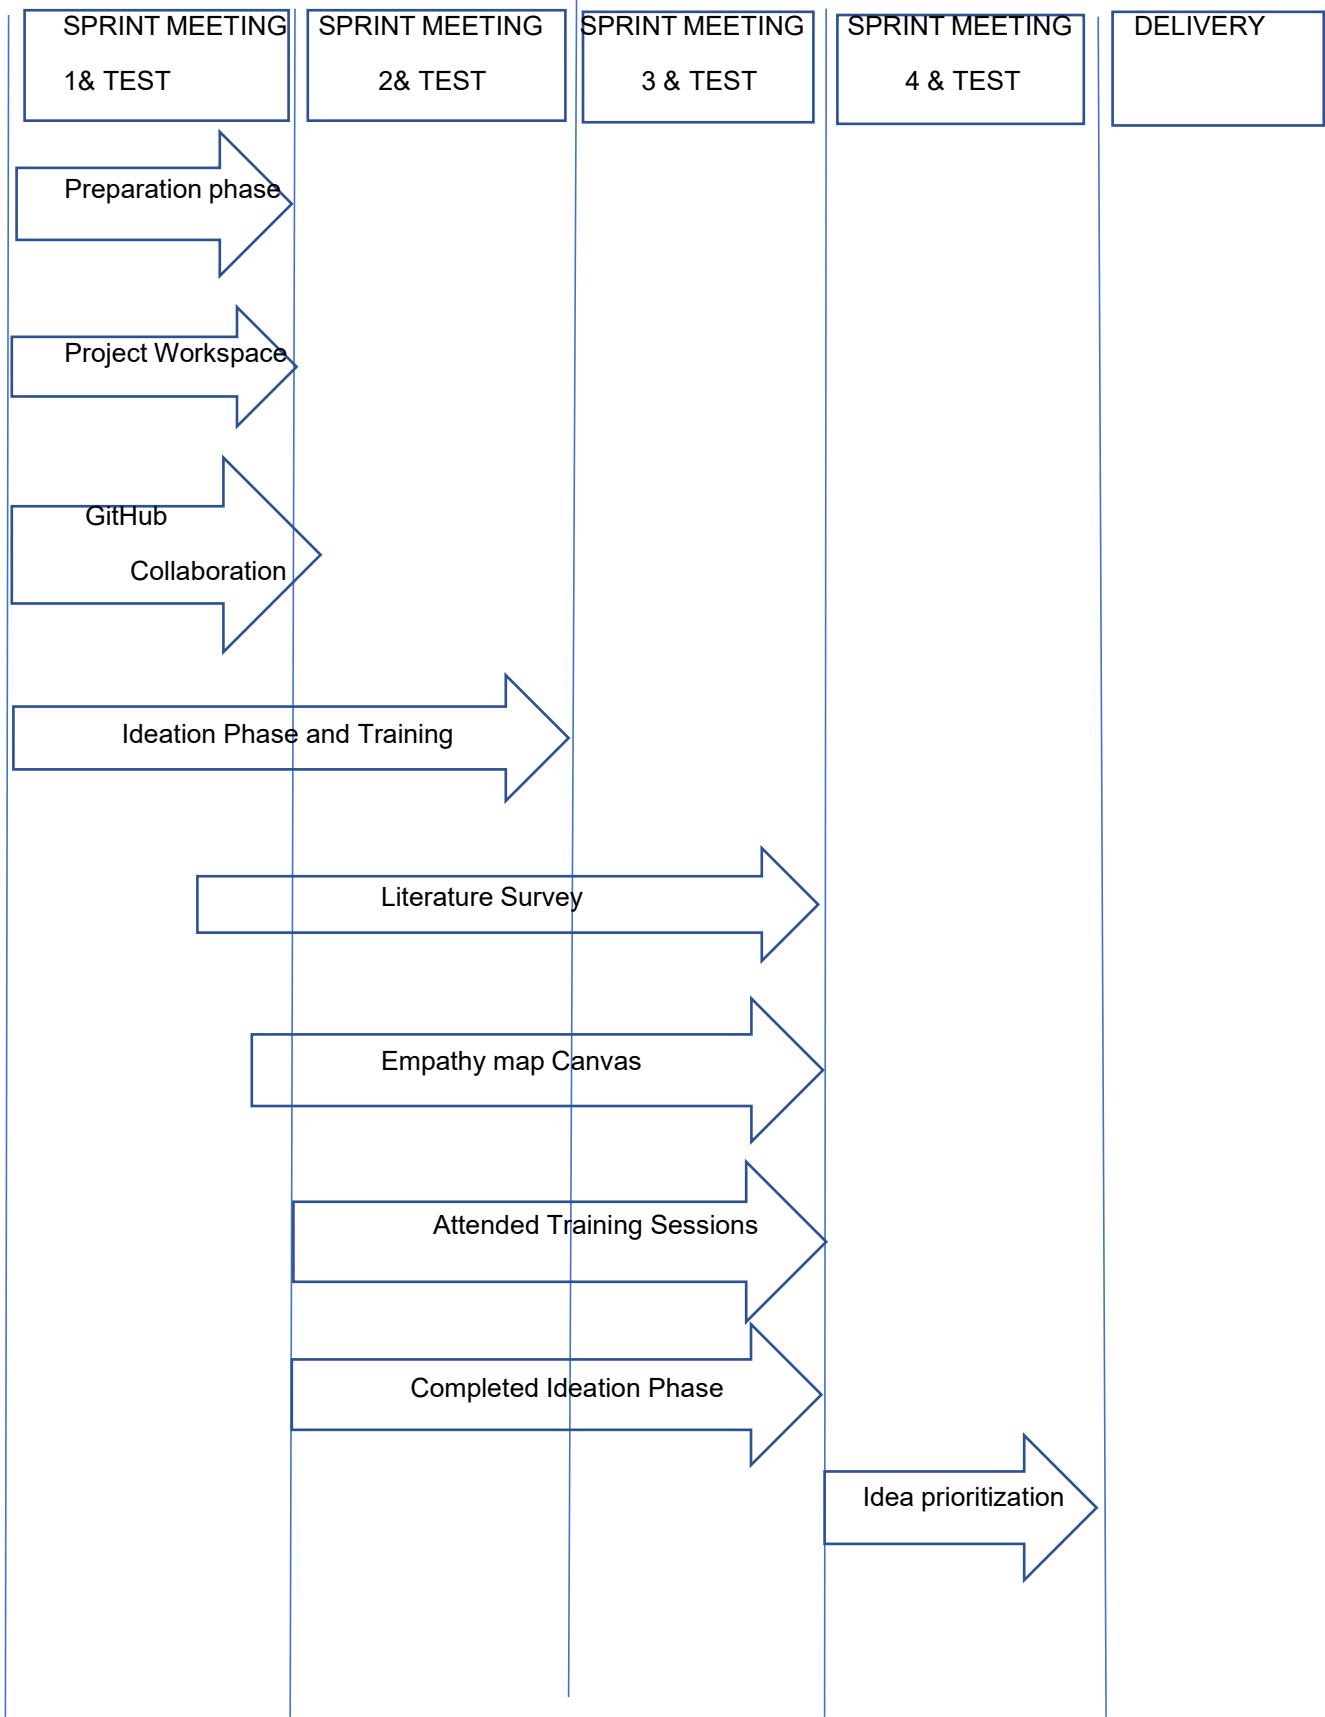 SPRINT MEETING
1& TEST
SPRINT MEETING
2& TEST
SPRINT MEETING
3 & TEST
SPRINT MEETING
4 & TEST
DELIVERY
Preparation phase
Project Workspace
GitHub
Collaboration
Ideation Phase and Training
Literature Survey
Empathy map Canvas
Attended Training Sessions
Completed Ideation Phase
Idea prioritization